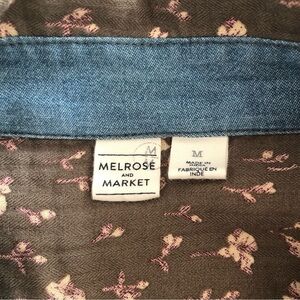 M
MELROSE
AND
MARKET
M
MADE IN
INDIA
FABRIQUÉ EN
INDE